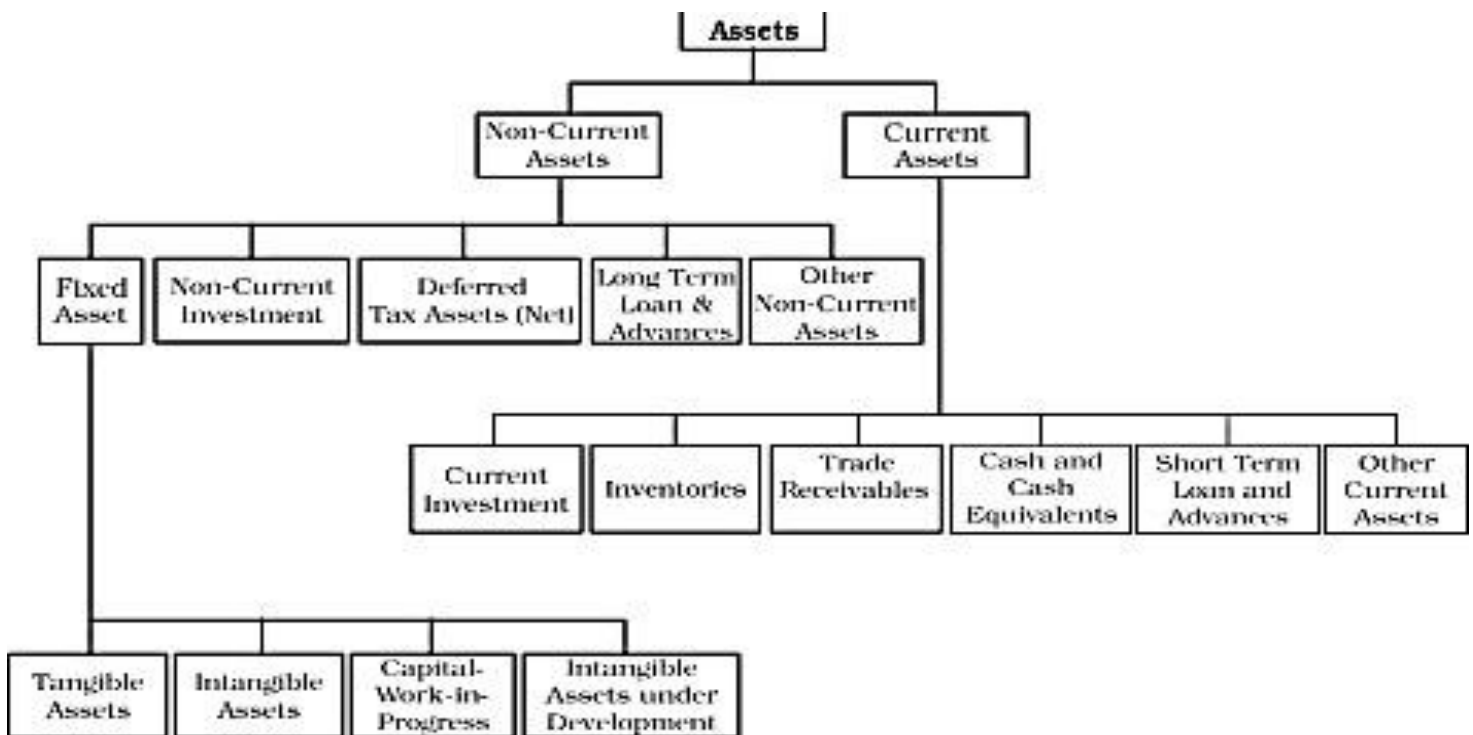 Assets
Non-Current
Assets
Current
Assets
Fixed
Asset
Non-Current
Investment
Deferred
Tax Assets (Net)
Long Term
Loan &
Advances
Other
Non-Current
Assets
Current
Investment
Inventories
Trade
Receivables
Cash and
Cash
Equivalents
Short Term
Loan and
Advances
Other
Current
Assets
Tangible
Assets
Intangible
Assets
Capital-
Work-in-
Progress
Intangible
Assets under
Development